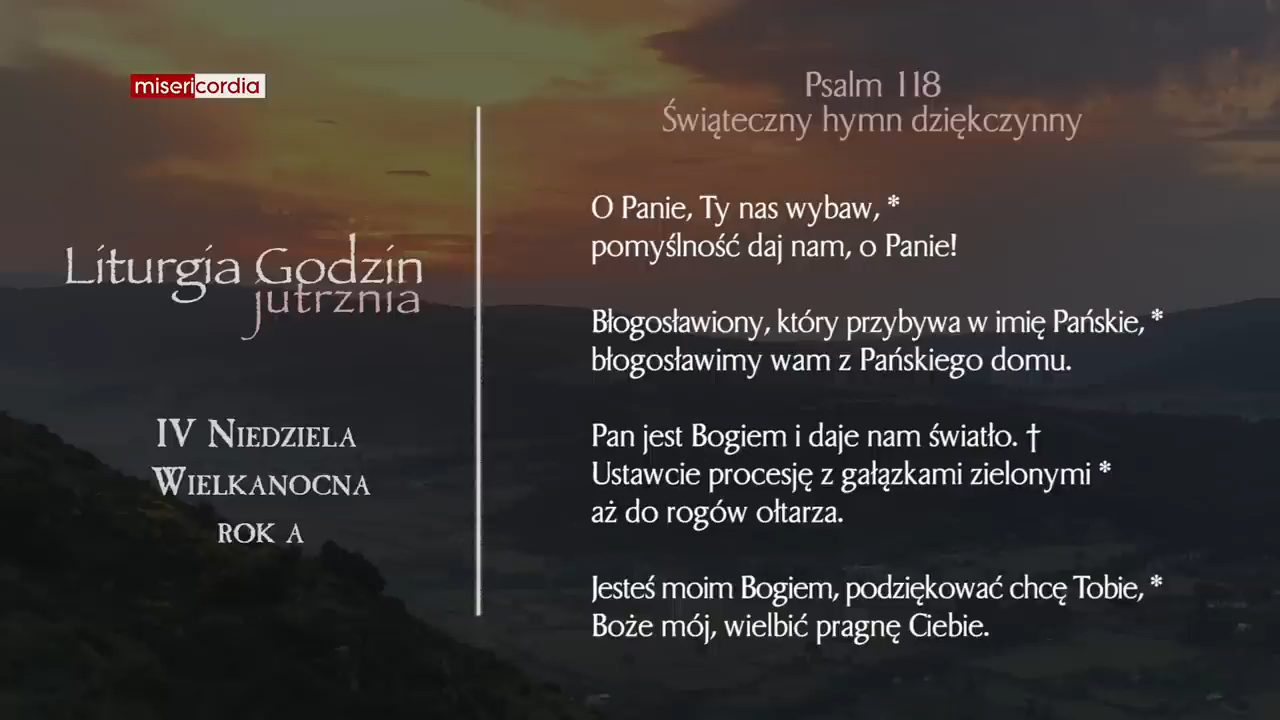 misericordia
Liturgia Godzin
jutrznia
IV Niedziela
Wielkanocna
rok A
Psalm 118
Świąteczny hymn dziękczynny
O Panie, Ty nas wybaw, *
pomyślność daj nam, o Panie!
Błogosławiony, który przybywa w imię Pańskie, *
błogosławimy wam z Pańskiego domu.
Pan jest Bogiem i daje nam światło. †
Ustawcie procesję z gałązkami zielonymi *
aż do rogów ołtarza.
Jesteś moim Bogiem, podziękować chcę Tobie, *
Boże mój, wielbić pragnę Ciebie.